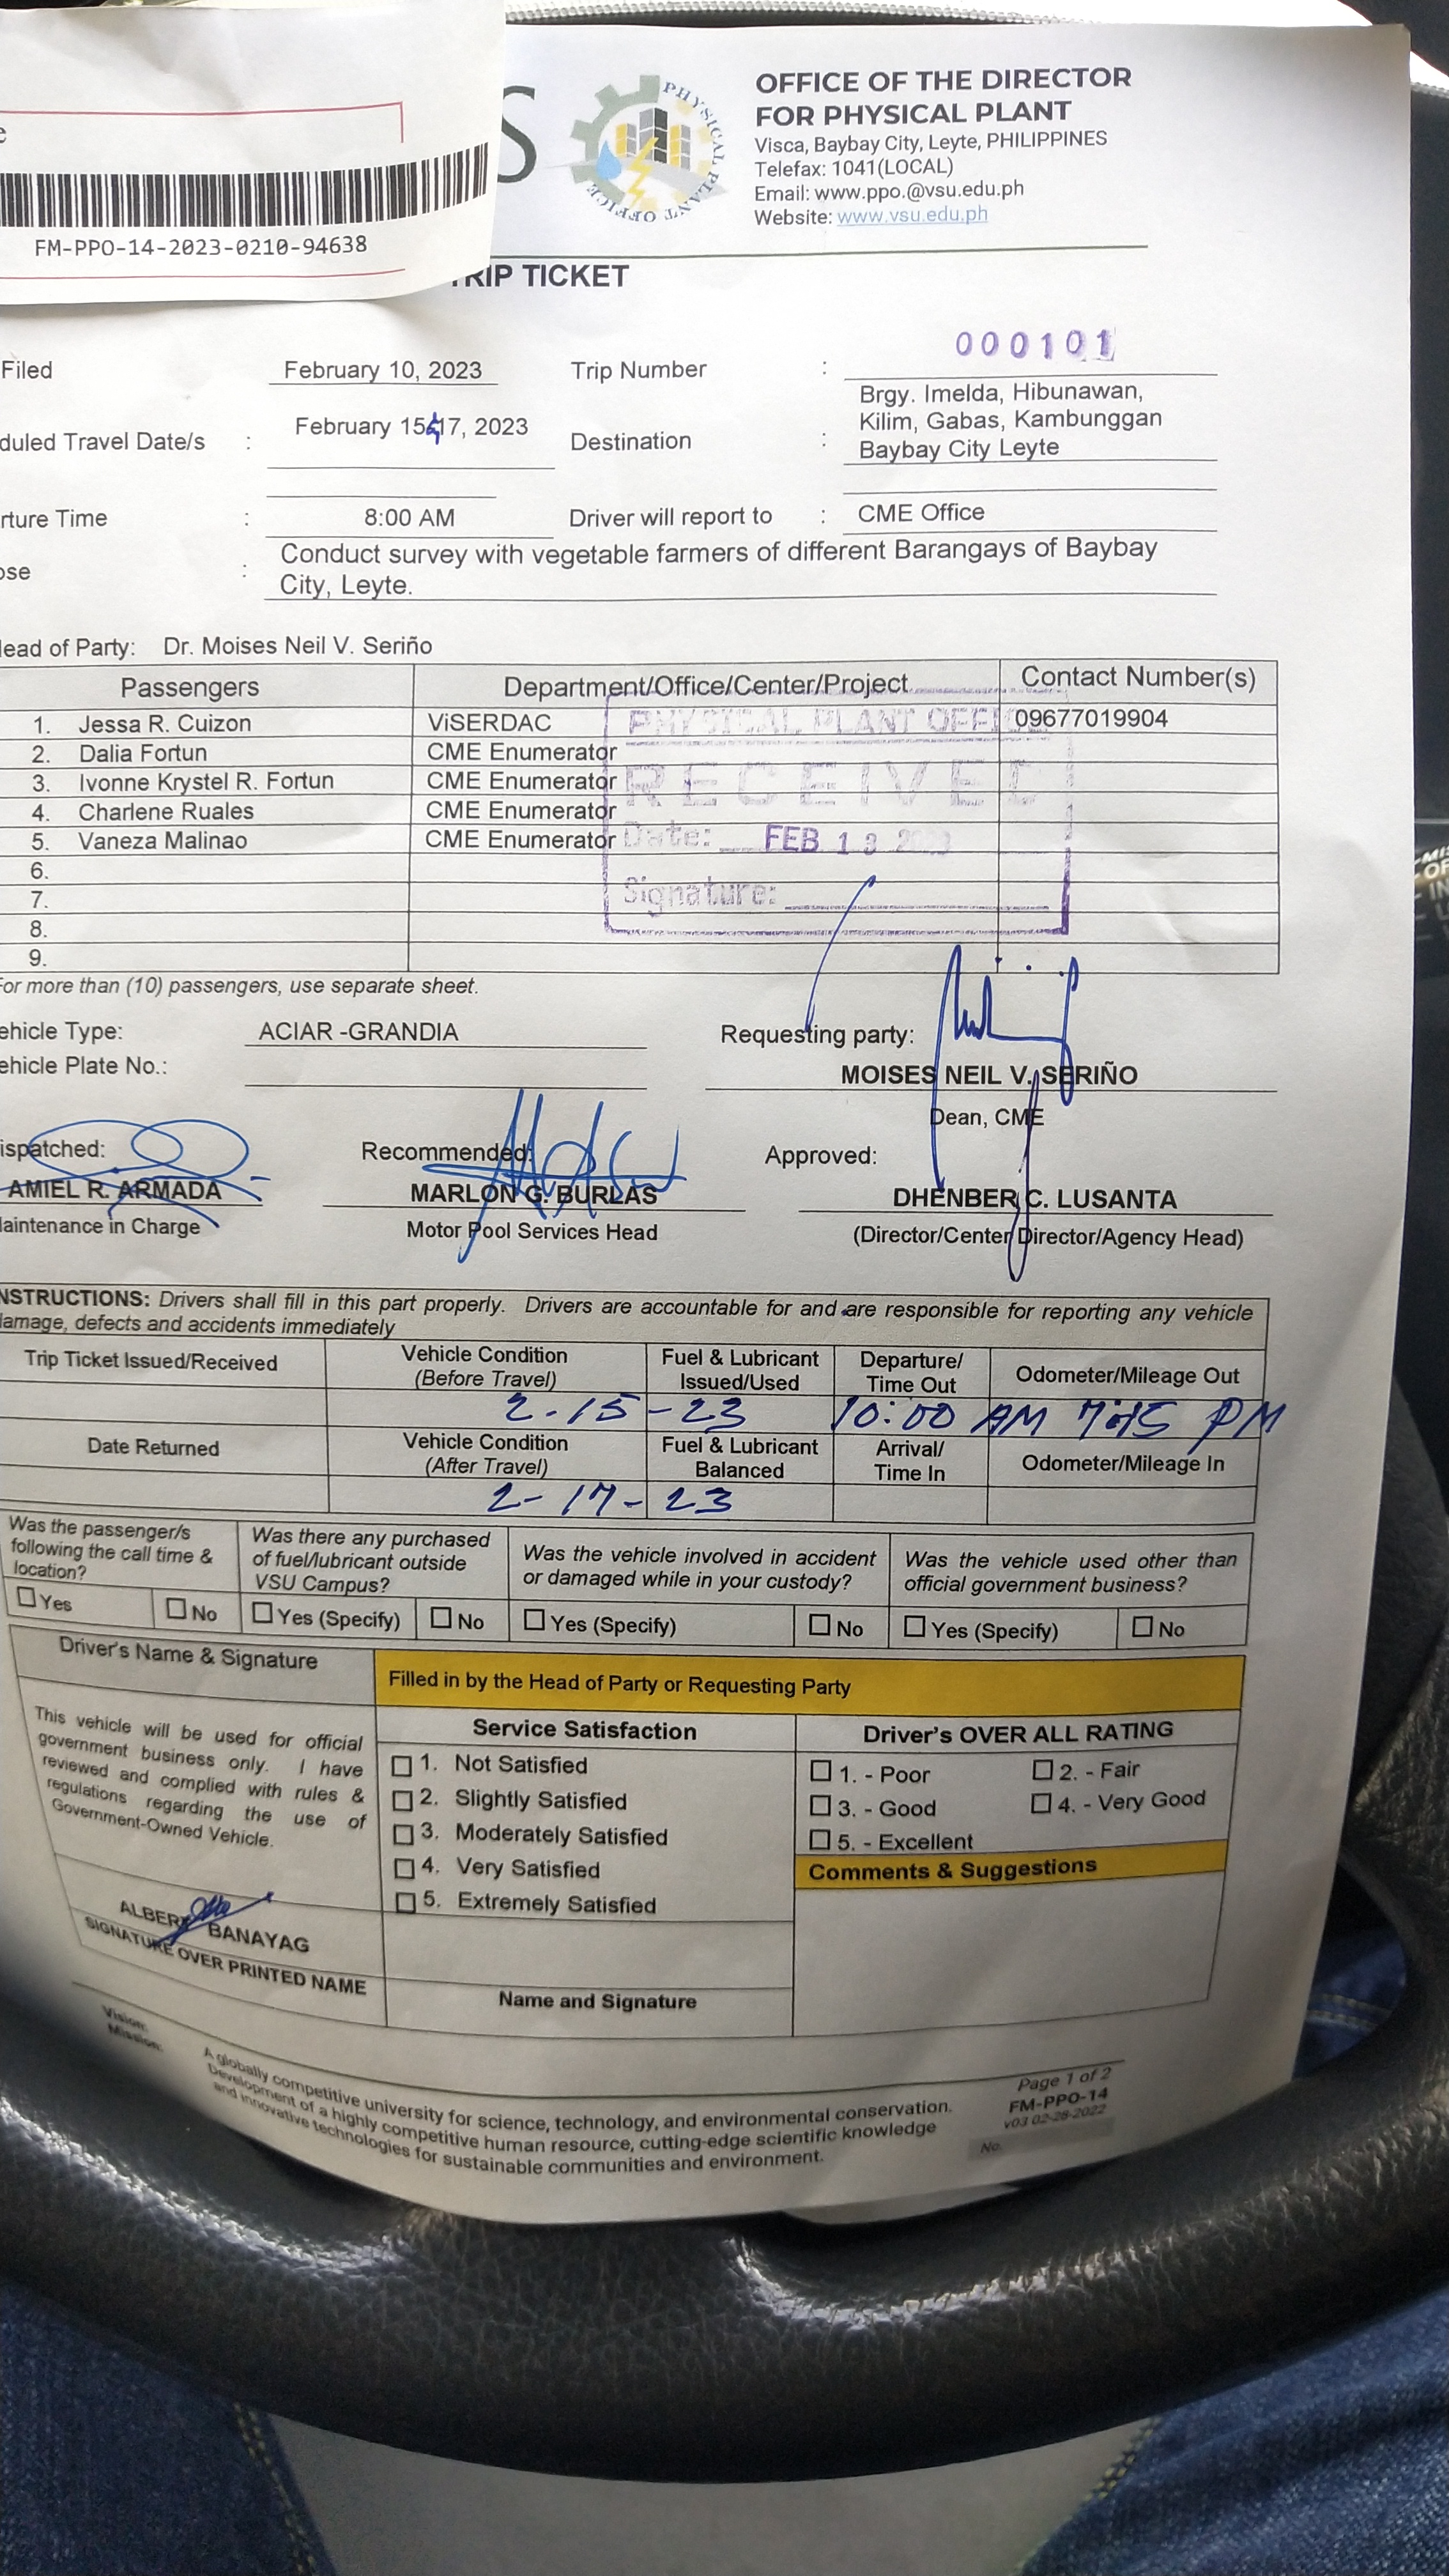 OFFICE OF THE DIRECTOR
FOR PHYSICAL PLANT
Visca, Baybay City, Leyte, PHILIPPINES
Telefax: 1041(LOCAL)
Email: www.ppo.@vsu.edu.ph
Website: www.vsu.edu.ph
PHYSICAL PLANT OFFICE
FM-PPO-14-2023-0210-94638
TRIP TICKET
000101
Filed February 10, 2023 Trip Number :
duled Travel Date/s : February 15&17, 2023 Destination : Brgy. Imelda, Hibunawan,
Kilim, Gabas, Kambunggan
Baybay City Leyte
rture Time : 8:00 AM Driver will report to : CME Office
ose : Conduct survey with vegetable farmers of different Barangays of Baybay
City, Leyte.
lead of Party: Dr. Moises Neil V. Seriño
Passengers Department/Office/Center/Project Contact Number(s)
1. Jessa R. Cuizon ViSERDAC 09677019904
2. Dalia Fortun CME Enumerator
3. Ivonne Krystel R. Fortun CME Enumerator
4. Charlene Ruales CME Enumerator
5. Vaneza Malinao CME Enumerator
6.
7.
8.
9.
PHYSICAL PLANT OFFICE
RECEIVED
Date: FEB 13 2023
Signature:
For more than (10) passengers, use separate sheet.
ehicle Type: ACIAR -GRANDIA Requesting party:
ehicle Plate No.:
MOISES NEIL V. SERIÑO
Dean, CME
ispatched: Recommended: Approved:
AMIEL R. ARMADA MARLON G. BURLAS DHENBER C. LUSANTA
aintenance in Charge Motor Pool Services Head (Director/Center Director/Agency Head)
NSTRUCTIONS: Drivers shall fill in this part properly. Drivers are accountable for and are responsible for reporting any vehicle
amage, defects and accidents immediately
Trip Ticket Issued/Received Vehicle Condition (Before Travel) Fuel & Lubricant Issued/Used Departure/ Time Out Odometer/Mileage Out
2-15-23 10:00 AM 7:45 PM
Date Returned Vehicle Condition (After Travel) Fuel & Lubricant Balanced Arrival/ Time In Odometer/Mileage In
2-17-23
Was the passenger/s following the call time & location? Was there any purchased of fuel/lubricant outside VSU Campus? Was the vehicle involved in accident or damaged while in your custody? Was the vehicle used other than official government business?
Yes No Yes (Specify) No Yes (Specify) No Yes (Specify) No
Driver's Name & Signature
Filled in by the Head of Party or Requesting Party
This vehicle will be used for official
government business only. I have
reviewed and complied with rules &
regulations regarding the use of
Government-Owned Vehicle.
ALBERT BANAYAG
SIGNATURE OVER PRINTED NAME
Service Satisfaction
1. Not Satisfied
2. Slightly Satisfied
3. Moderately Satisfied
4. Very Satisfied
5. Extremely Satisfied
Name and Signature
Driver's OVER ALL RATING
1. - Poor 2. - Fair
3. - Good 4. - Very Good
5. - Excellent
Comments & Suggestions
Vision:
Mission:
A globally competitive university for science, technology, and environmental conservation.
Development of a highly competitive human resource, cutting-edge scientific knowledge
and innovative technologies for sustainable communities and environment.
Page 1 of 2
FM-PPO-14
v03 02-28-2022
No.